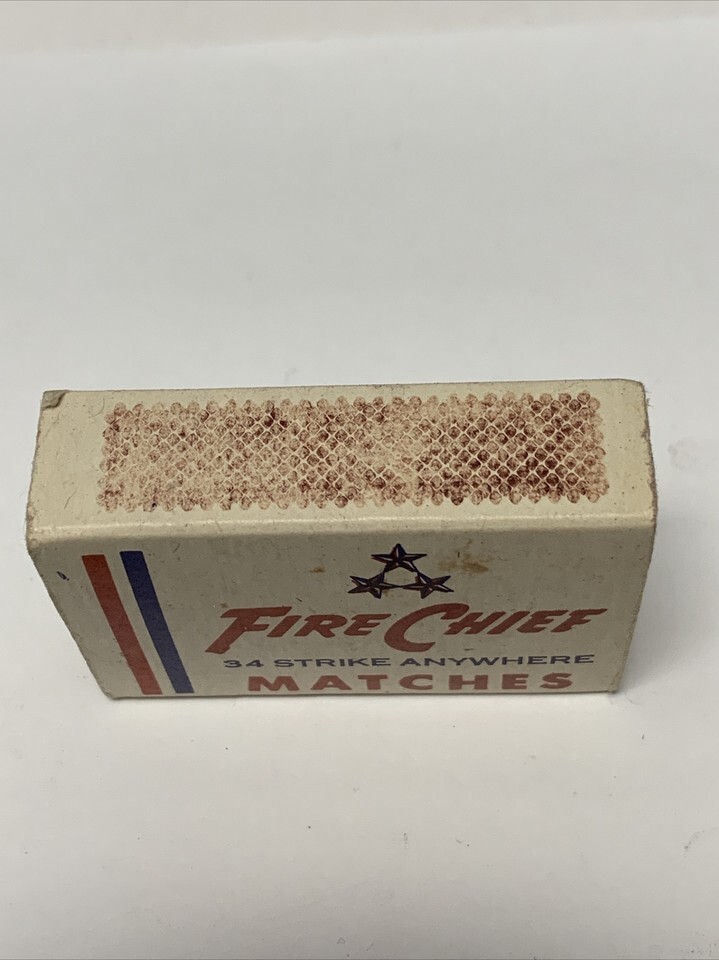 FIRE CHIEF
34 STRIKE ANYWHERE
MATCHES